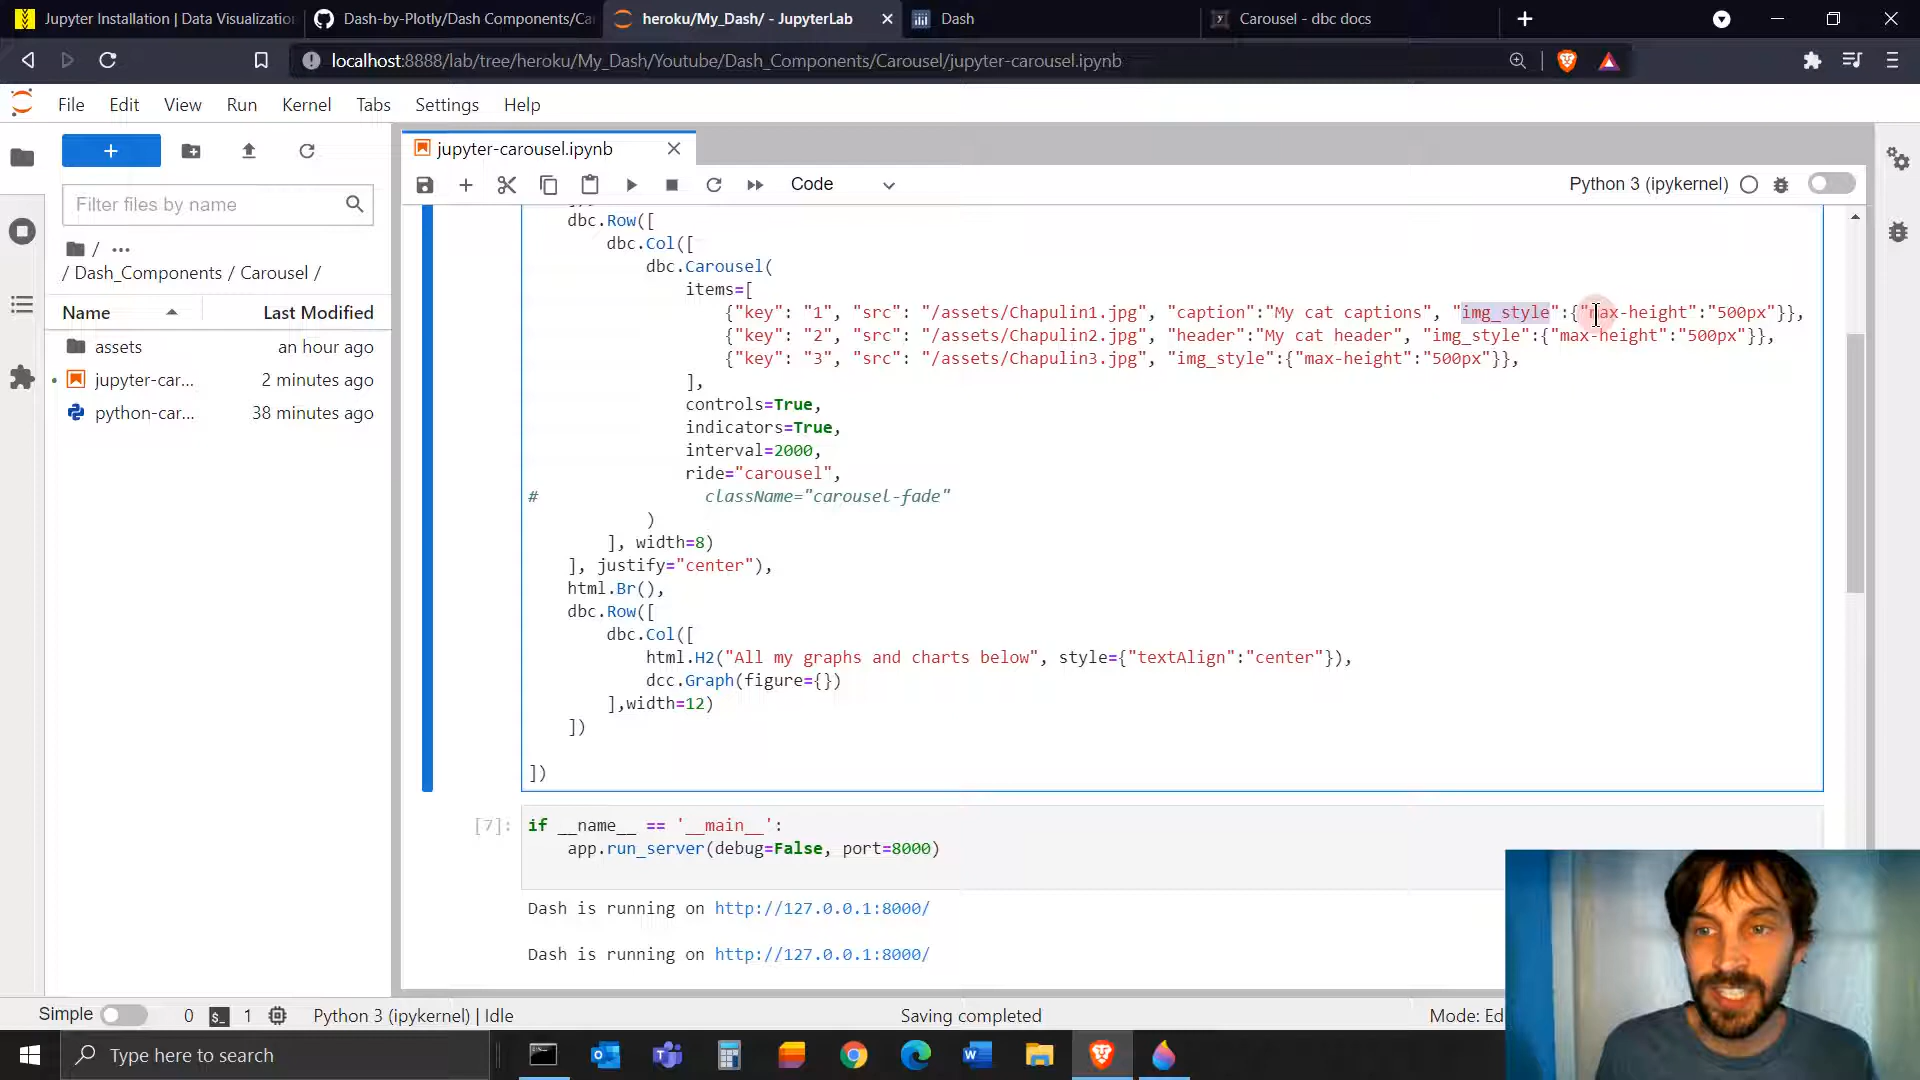 Jupyter Installation | Data Visualizatio
Dash-by-Plotly/Dash Components/Ca
heroku/My_Dash/ - JupyterLab
Dash
Carousel - dbc docs
localhost:8888/lab/tree/heroku/My_Dash/Youtube/Dash_Components/Carousel/jupyter-carousel.ipynb
File Edit View Run Kernel Tabs Settings Help
jupyter-carousel.ipynb
Code
Python 3 (ipykernel)
Filter files by name
/ ...
/ Dash_Components / Carousel /
Name Last Modified
assets an hour ago
jupyter-car... 2 minutes ago
python-car... 38 minutes ago
dbc.Row([
dbc.Col([
dbc.Carousel(
items=[
{"key": "1", "src": "/assets/Chapulin1.jpg", "caption":"My cat captions", "img_style":{"max-height":"500px"}},
{"key": "2", "src": "/assets/Chapulin2.jpg", "header":"My cat header", "img_style":{"max-height":"500px"}},
{"key": "3", "src": "/assets/Chapulin3.jpg", "img_style":{"max-height":"500px"}},
],
controls=True,
indicators=True,
interval=2000,
ride="carousel",
# className="carousel-fade"
)
], width=8)
], justify="center"),
html.Br(),
dbc.Row([
dbc.Col([
html.H2("All my graphs and charts below", style={"textAlign":"center"}),
dcc.Graph(figure={})
],width=12)
])
])
[7]:
if __name__ == '__main__':
app.run_server(debug=False, port=8000)
Dash is running on http://127.0.0.1:8000/
Dash is running on http://127.0.0.1:8000/
Simple 0 1 Python 3 (ipykernel) | Idle Saving completed Mode: Ed
Type here to search